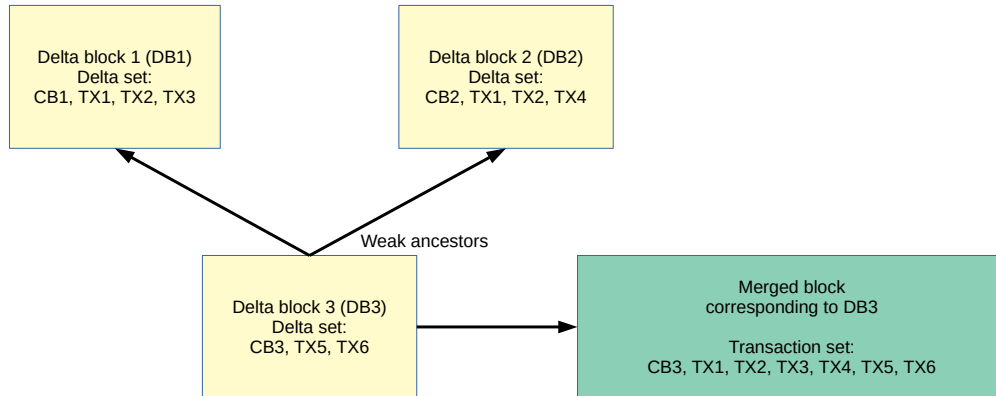 Delta block 1 (DB1)
Delta set:
CB1, TX1, TX2, TX3
Delta block 2 (DB2)
Delta set:
CB2, TX1, TX2, TX4
Weak ancestors
Delta block 3 (DB3)
Delta set:
CB3, TX5, TX6
Merged block
corresponding to DB3
Transaction set:
CB3, TX1, TX2, TX3, TX4, TX5, TX6